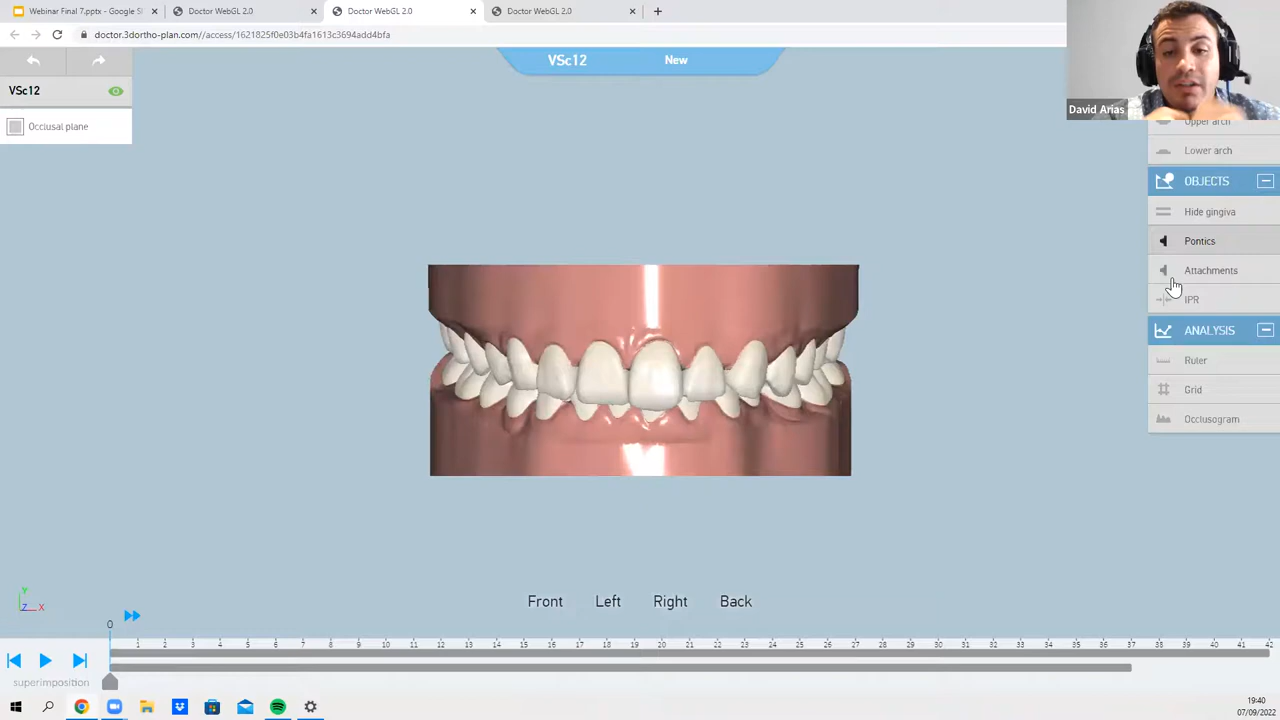 Webinar Final 7.pptx - Google Sl
Doctor WebGL 2.0
Doctor WebGL 2.0
Doctor WebGL 2.0
doctor.3dortho-plan.com//access/1621825f0e03b4fa1613c3694add4bfa
VSc12 New
VSc12
Occlusal plane
David Arias
Upper arch
Lower arch
OBJECTS
Hide gingiva
Pontics
Attachments
IPR
ANALYSIS
Ruler
Grid
Occlusogram
Y
Z X
Front Left Right Back
0
1 2 3 4 5 6 7 8 9 10 11 12 13 14 15 16 17 18 19 20 21 22 23 24 25 26 27 28 29 30 31 32 33 34 35 36 37 38 39 40 41 42
superimposition
19:40
07/09/2022